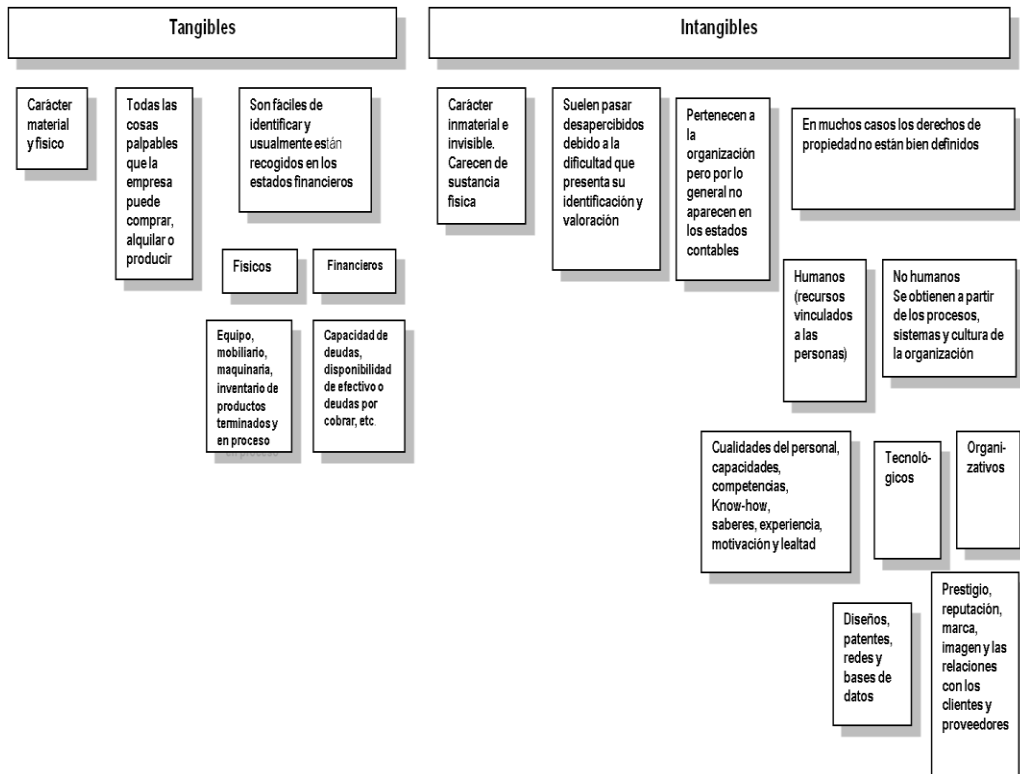 Tangibles
Intangibles
Carácter
material
y físico
Todas las
cosas
palpables
que la
empresa
puede
comprar,
alquilar o
producir
Son fáciles de
identificar y
usualmente están
recogidos en los
estados financieros
Carácter
inmaterial e
invisible.
Carecen de
sustancia
física
Suelen pasar
desapercibidos
debido a la
dificultad que
presenta su
identificación y
valoración
Pertenecen a
la
organización
pero por lo
general no
aparecen en
los estados
contables
En muchos casos los derechos de
propiedad no están bien definidos
Físicos
Financieros
Humanos
(recursos
vinculados
a las
personas)
No humanos
Se obtienen a partir
de los procesos,
sistemas y cultura de
la organización
Equipo,
mobiliario,
maquinaria,
inventario de
productos
terminados y
en proceso
Capacidad de
deudas,
disponibilidad
de efectivo o
deudas por
cobrar, etc.
Cualidades del personal,
capacidades,
competencias,
Know-how,
saberes, experiencia,
motivación y lealtad
Tecnoló-
gicos
Organi-
zativos
Diseños,
patentes,
redes y
bases de
datos
Prestigio,
reputación,
marca,
imagen y las
relaciones
con los
clientes y
proveedores